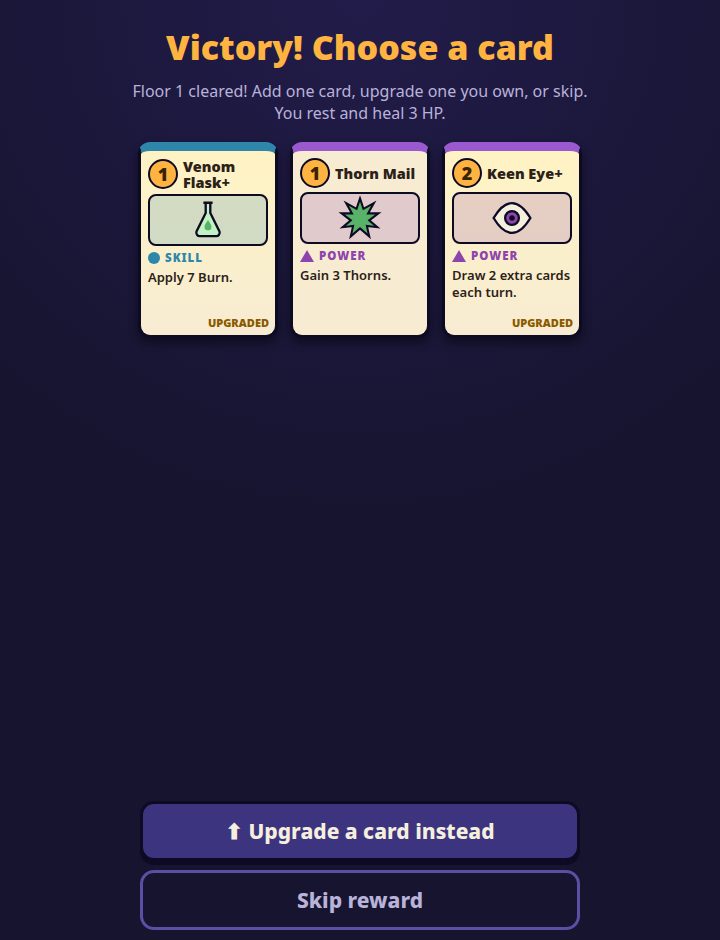 Victory! Choose a card
Floor 1 cleared! Add one card, upgrade one you own, or skip.
You rest and heal 3 HP.
1
Venom
Flask+
SKILL
Apply 7 Burn.
UPGRADED
1
Thorn Mail
POWER
Gain 3 Thorns.
2
Keen Eye+
POWER
Draw 2 extra cards
each turn.
UPGRADED
⬆ Upgrade a card instead
Skip reward